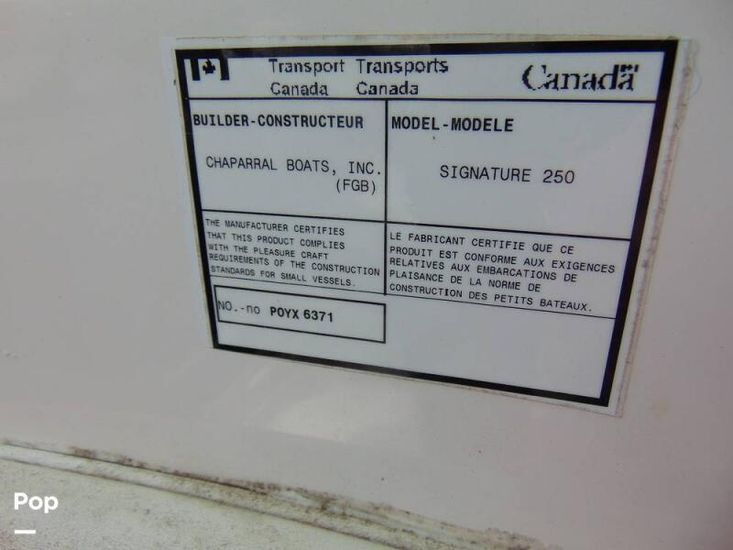 Transport Transports
Canada Canada
Canada
BUILDER-CONSTRUCTEUR
CHAPARRAL BOATS, INC.
(FGB)
MODEL-MODELE
SIGNATURE 250
THE MANUFACTURER CERTIFIES
THAT THIS PRODUCT COMPLIES
WITH THE PLEASURE CRAFT
REQUIREMENTS OF THE CONSTRUCTION
STANDARDS FOR SMALL VESSELS.
LE FABRICANT CERTIFIE QUE CE
PRODUIT EST CONFORME AUX EXIGENCES
RELATIVES AUX EMBARCATIONS DE
PLAISANCE DE LA NORME DE
CONSTRUCTION DES PETITS BATEAUX.
NO.-no POYX 6371
Pop